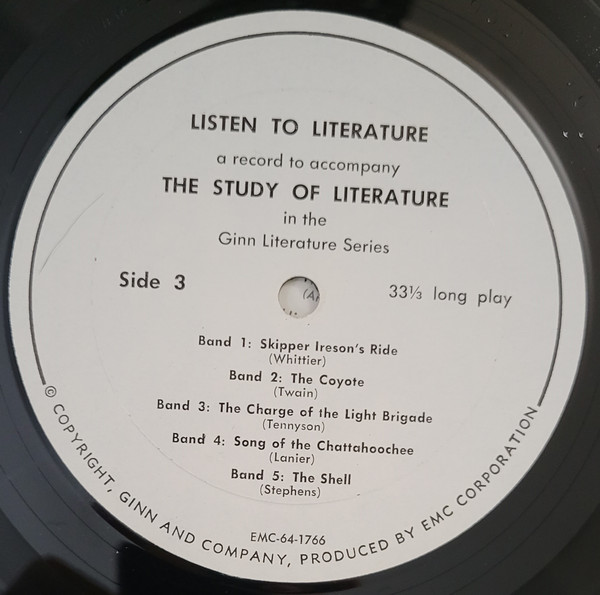 LISTEN TO LITERATURE
a record to accompany
THE STUDY OF LITERATURE
in the
Ginn Literature Series
Side 3
33⅓ long play
Band 1: Skipper Ireson's Ride
(Whittier)
Band 2: The Coyote
(Twain)
Band 3: The Charge of the Light Brigade
(Tennyson)
Band 4: Song of the Chattahoochee
(Lanier)
Band 5: The Shell
(Stephens)
EMC-64-1766
© COPYRIGHT, GINN AND COMPANY, PRODUCED BY EMC CORPORATION